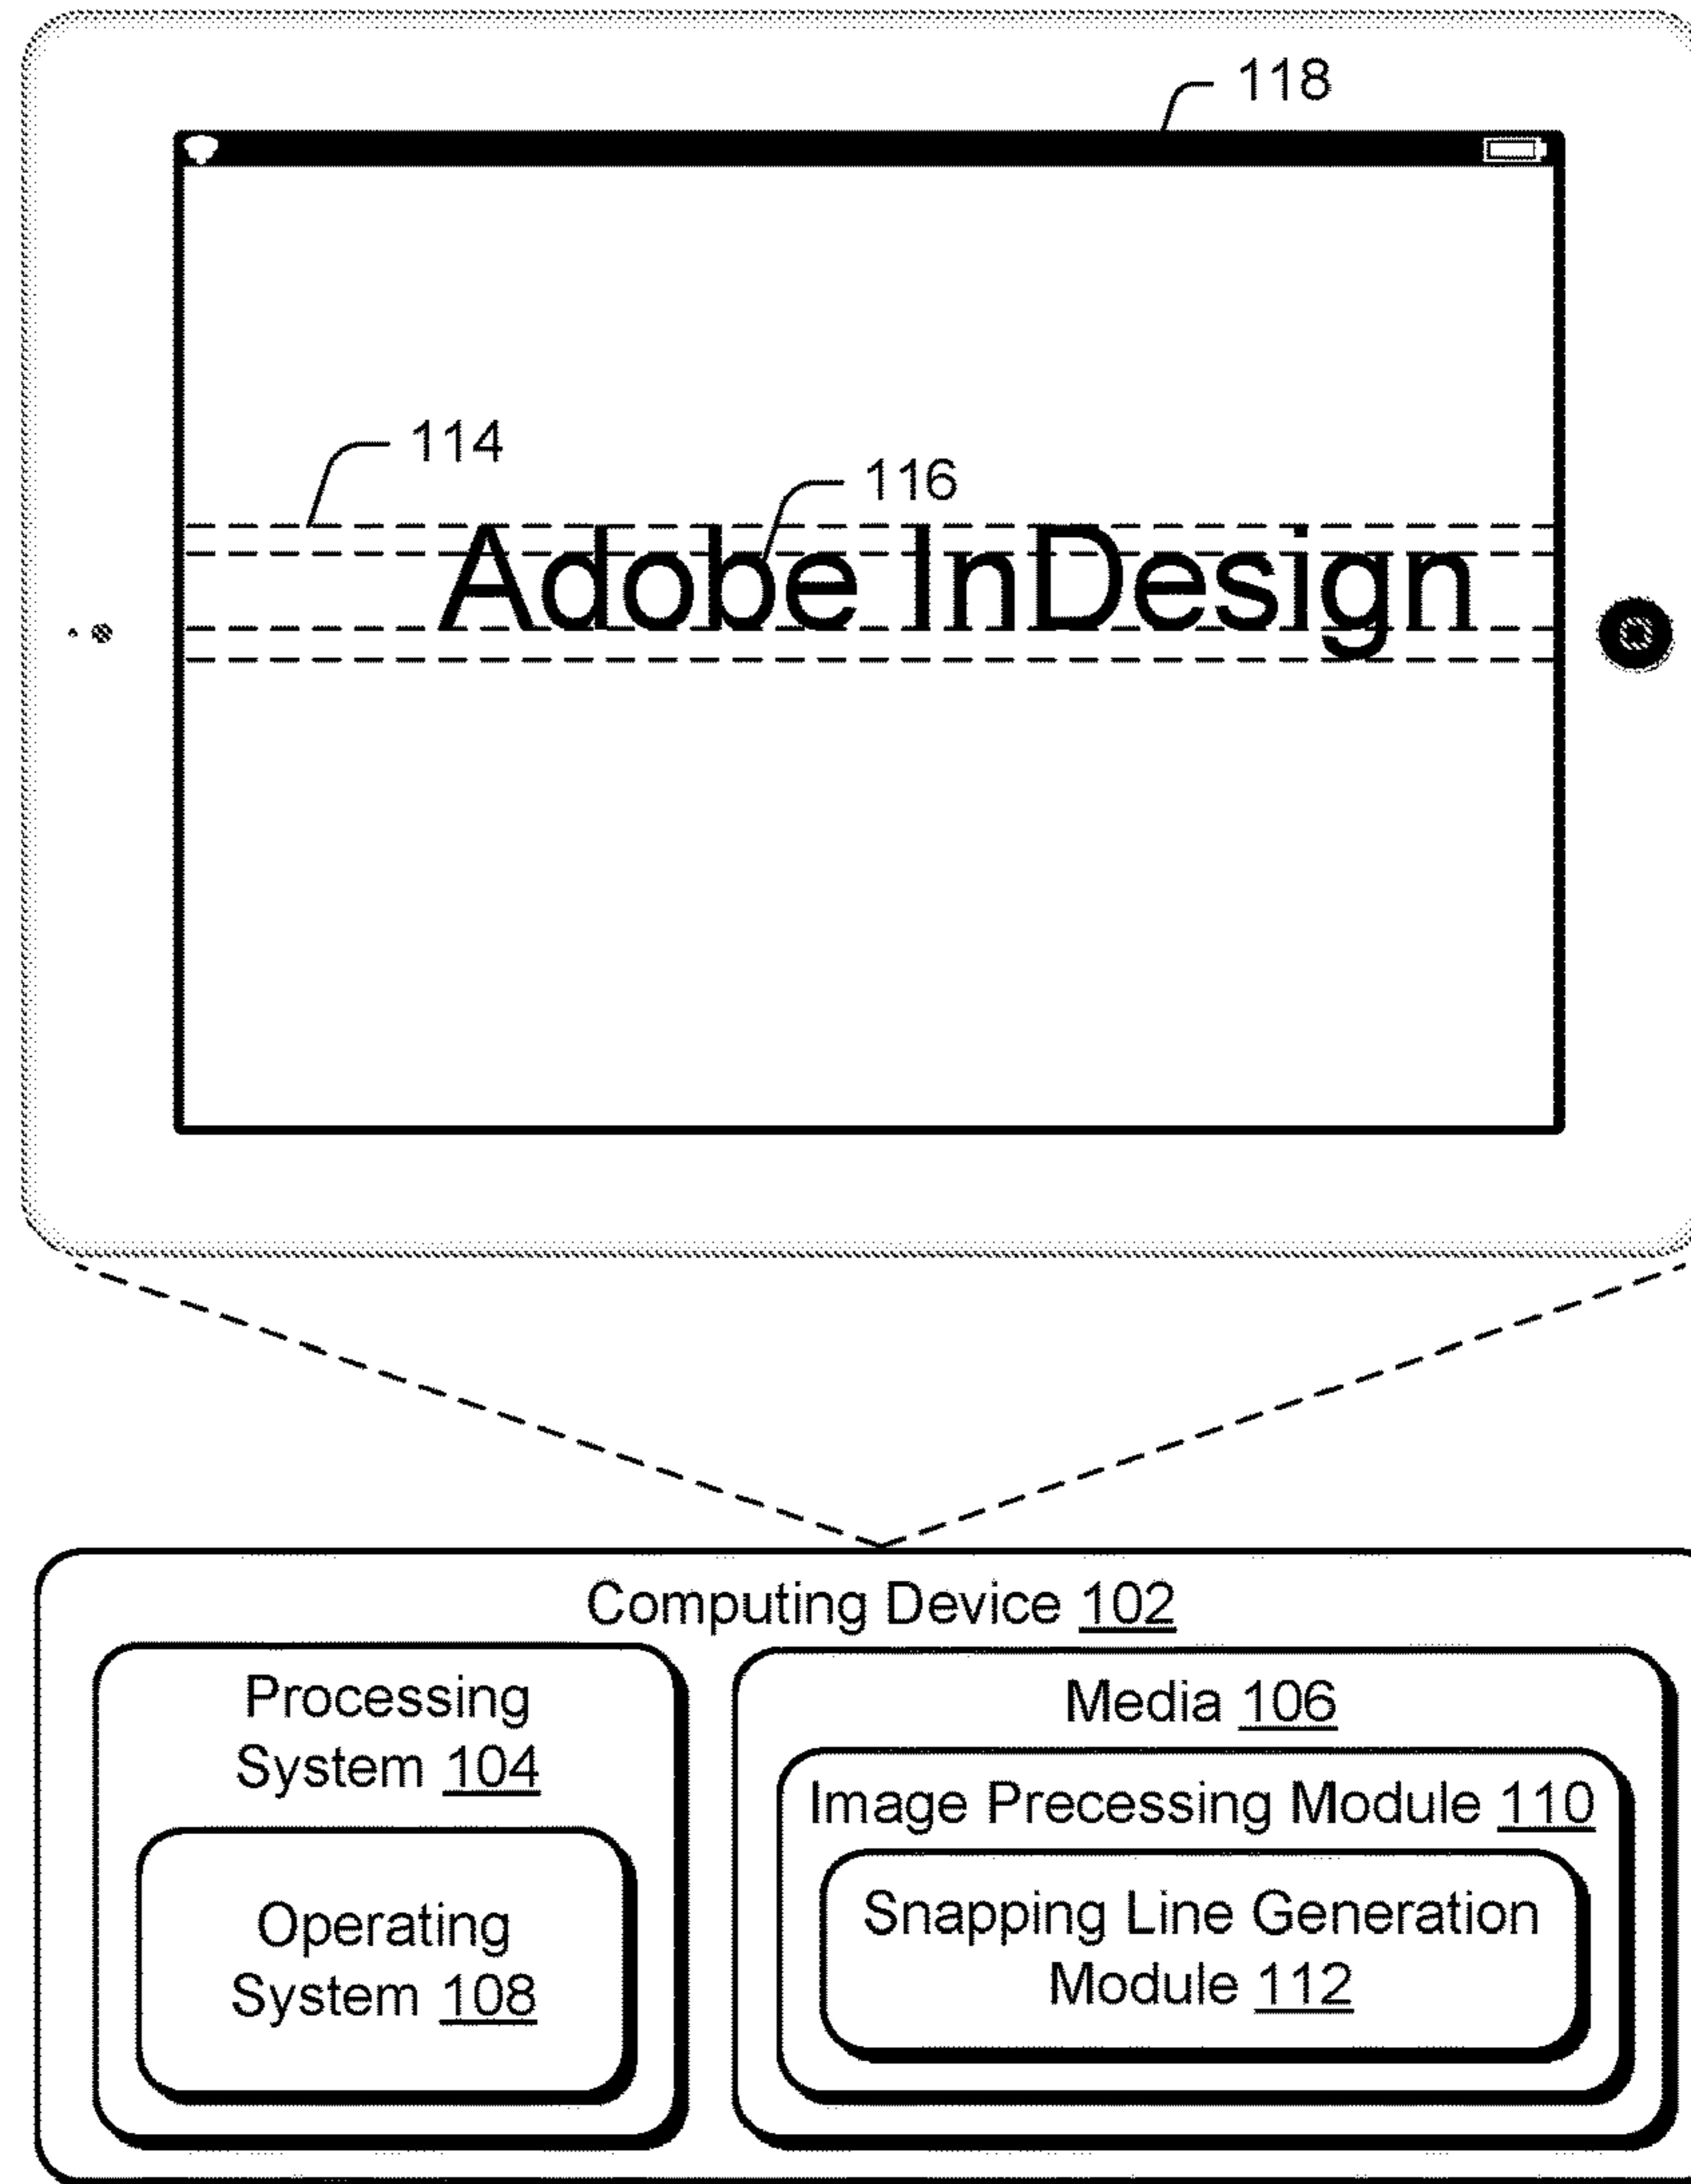 118
114
116
Adobe InDesign
Computing Device 102
Processing
System 104
Operating
System 108
Media 106
Image Precessing Module 110
Snapping Line Generation
Module 112